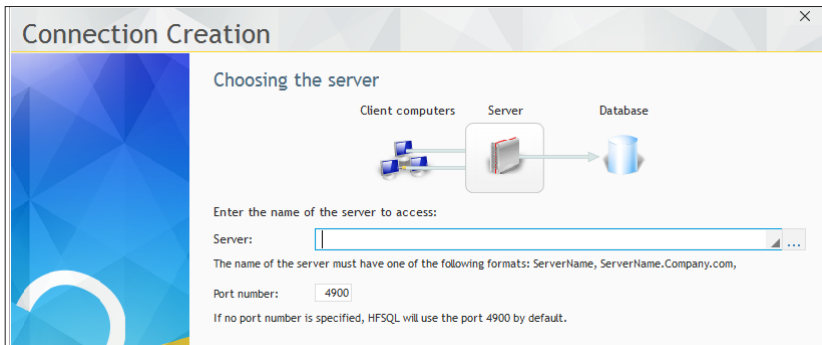 Connection Creation
Choosing the server
Client computers Server Database
Enter the name of the server to access:
Server:
...
The name of the server must have one of the following formats: ServerName, ServerName.Company.com,
Port number: 4900
If no port number is specified, HFSQL will use the port 4900 by default.